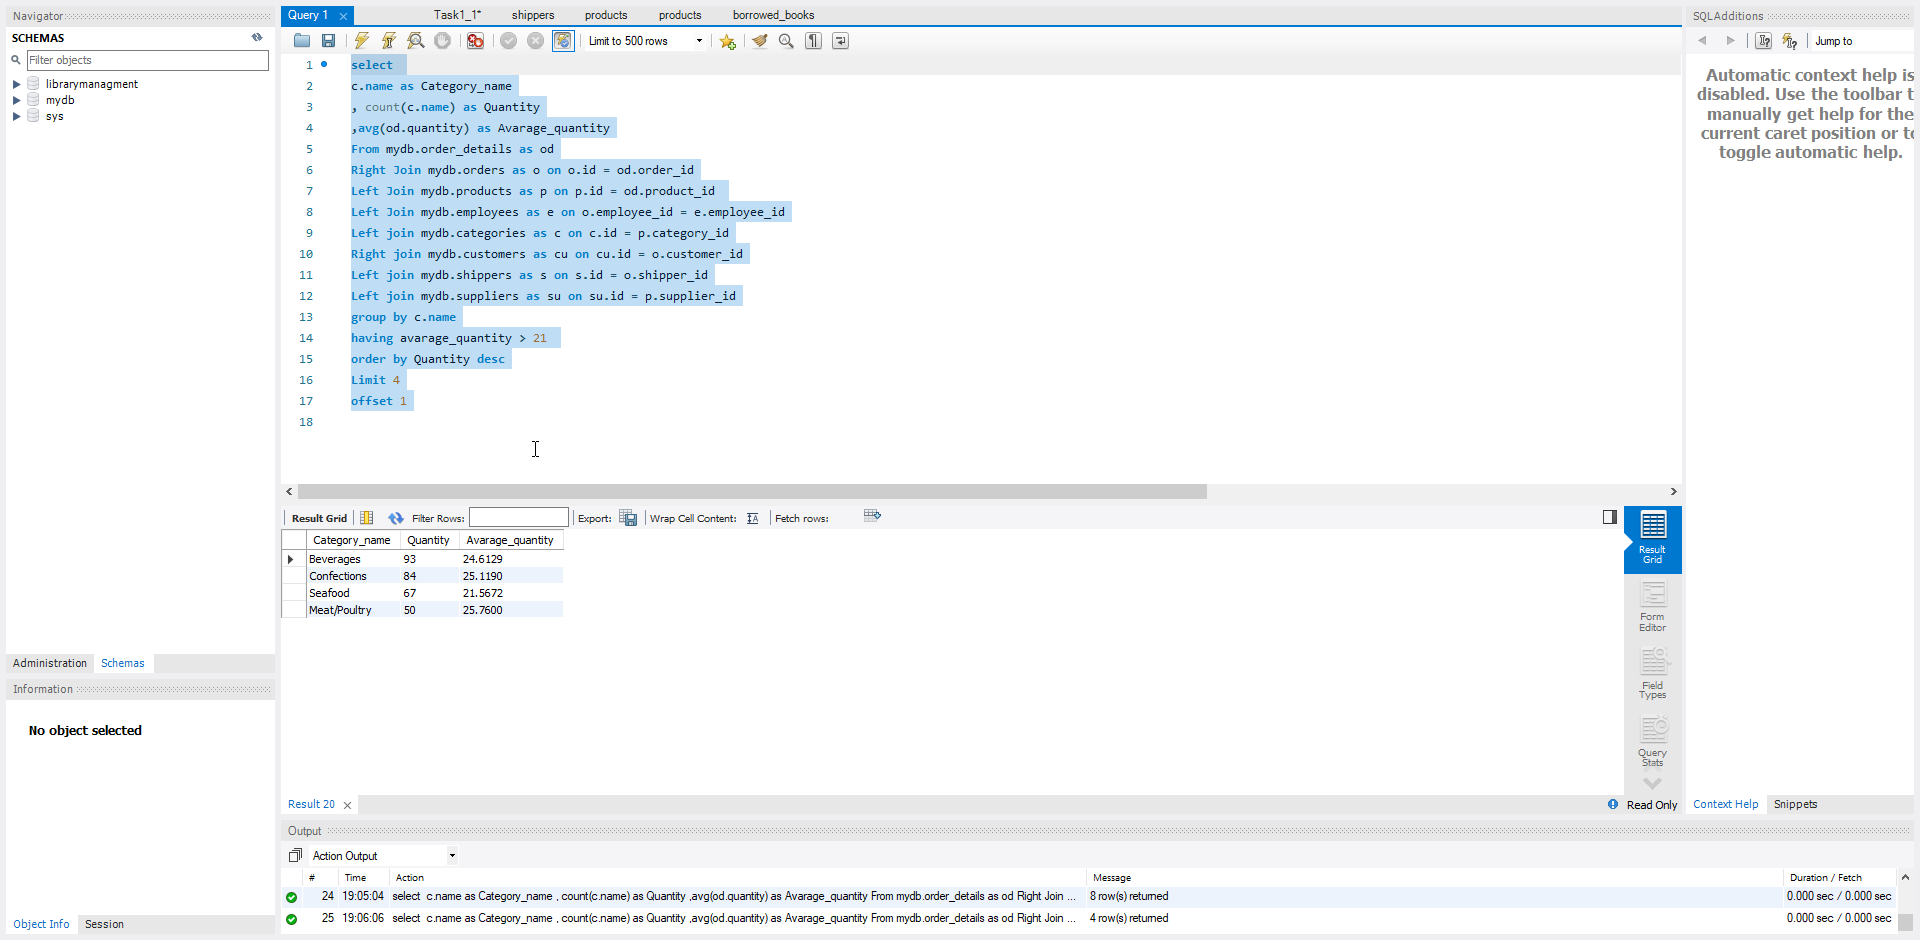 Navigator
SCHEMAS
Filter objects
librarymanagment
mydb
sys
Administration Schemas
Information
No object selected
Object Info Session
Query 1 Task1_1* shippers products products borrowed_books
Limit to 500 rows
1 select
2 c.name as Category_name
3 , count(c.name) as Quantity
4 ,avg(od.quantity) as Avarage_quantity
5 From mydb.order_details as od
6 Right Join mydb.orders as o on o.id = od.order_id
7 Left Join mydb.products as p on p.id = od.product_id
8 Left Join mydb.employees as e on o.employee_id = e.employee_id
9 Left join mydb.categories as c on c.id = p.category_id
10 Right join mydb.customers as cu on cu.id = o.customer_id
11 Left join mydb.shippers as s on s.id = o.shipper_id
12 Left join mydb.suppliers as su on su.id = p.supplier_id
13 group by c.name
14 having avarage_quantity > 21
15 order by Quantity desc
16 Limit 4
17 offset 1
18
Result Grid Filter Rows: Export: Wrap Cell Content: Fetch rows:
Category_name Quantity Avarage_quantity
Beverages 93 24.6129
Confections 84 25.1190
Seafood 67 21.5672
Meat/Poultry 50 25.7600
Result
Grid
Form
Editor
Field
Types
Query
Stats
Result 20 Read Only
Output
Action Output
# Time Action Message Duration / Fetch
24 19:05:04 select c.name as Category_name , count(c.name) as Quantity ,avg(od.quantity) as Avarage_quantity From mydb.order_details as od Right Join ... 8 row(s) returned 0.000 sec / 0.000 sec
25 19:06:06 select c.name as Category_name , count(c.name) as Quantity ,avg(od.quantity) as Avarage_quantity From mydb.order_details as od Right Join ... 4 row(s) returned 0.000 sec / 0.000 sec
SQLAdditions
Jump to
Automatic context help is
disabled. Use the toolbar t
manually get help for the
current caret position or to
toggle automatic help.
Context Help Snippets